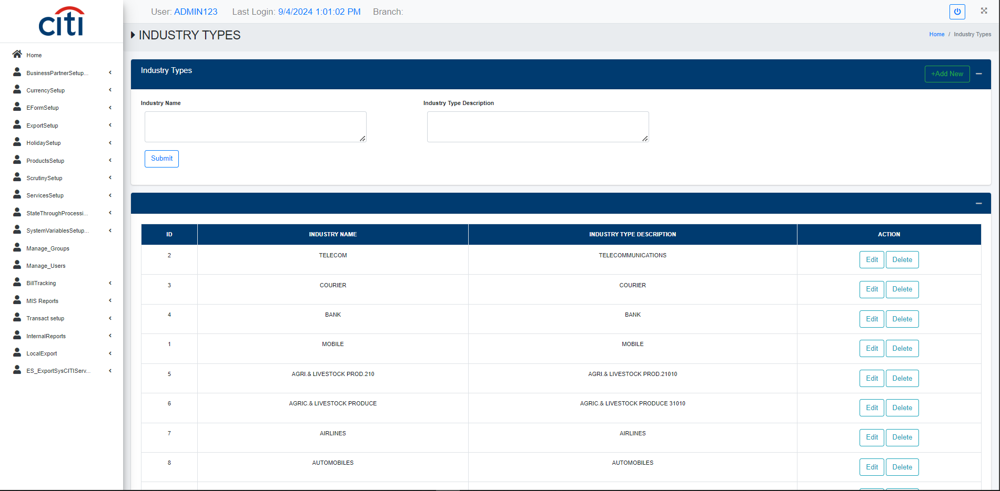 citi
User: ADMIN123 Last Login: 9/4/2024 1:01:02 PM Branch:
INDUSTRY TYPES
Home / Industry Types
Home
BusinessPartnerSetup...
CurrencySetup
EFormSetup
ExportSetup
HolidaySetup
ProductsSetup
ScrutinySetup
ServicesSetup
StateThroughProcessi...
SystemVariablesSetup...
Manage_Groups
Manage_Users
BillTracking
MIS Reports
Transact setup
InternalReports
LocalExport
ES_ExportSysCITIServ...
Industry Types
+Add New
Industry Name Industry Type Description
Submit
ID INDUSTRY NAME INDUSTRY TYPE DESCRIPTION ACTION
2 TELECOM TELECOMMUNICATIONS Edit Delete
3 COURIER COURIER Edit Delete
4 BANK BANK Edit Delete
1 MOBILE MOBILE Edit Delete
5 AGRI.& LIVESTOCK PROD.210 AGRI.& LIVESTOCK PROD.21010 Edit Delete
6 AGRIC.& LIVESTOCK PRODUCE AGRIC.& LIVESTOCK PRODUCE 31010 Edit Delete
7 AIRLINES AIRLINES Edit Delete
8 AUTOMOBILES AUTOMOBILES Edit Delete